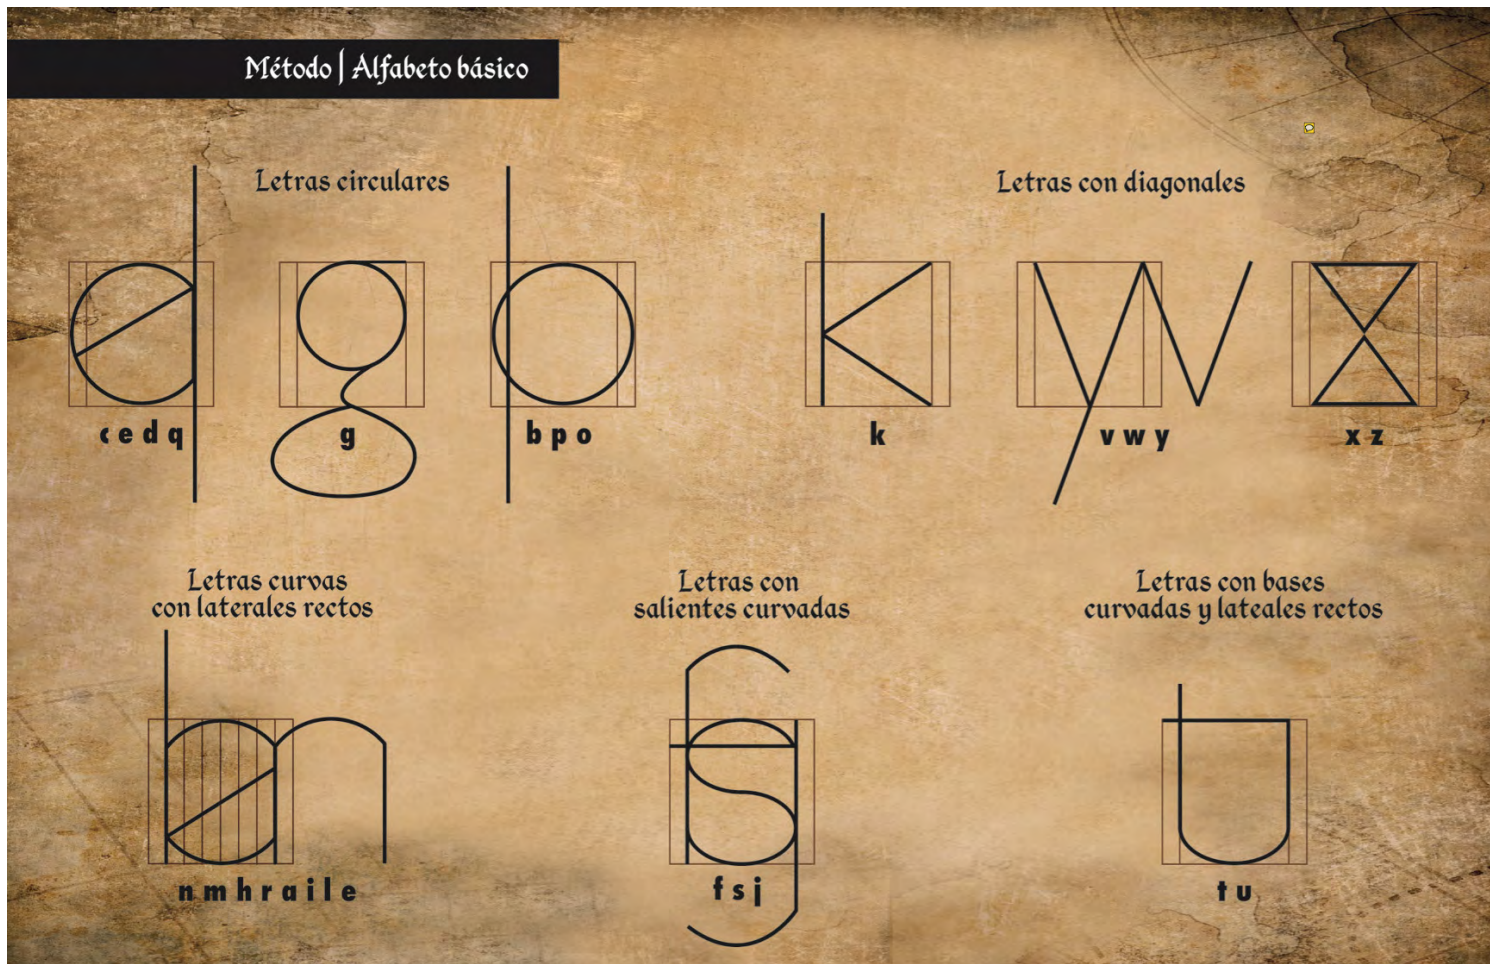 Método | Alfabeto básico
Letras circulares
Letras con diagonales
c e d q
g
b p o
k
v w y
x z
Letras curvas
con laterales rectos
Letras con
salientes curvadas
Letras con bases
curvadas y lateales rectos
n m h r a i l e
f s j
t u